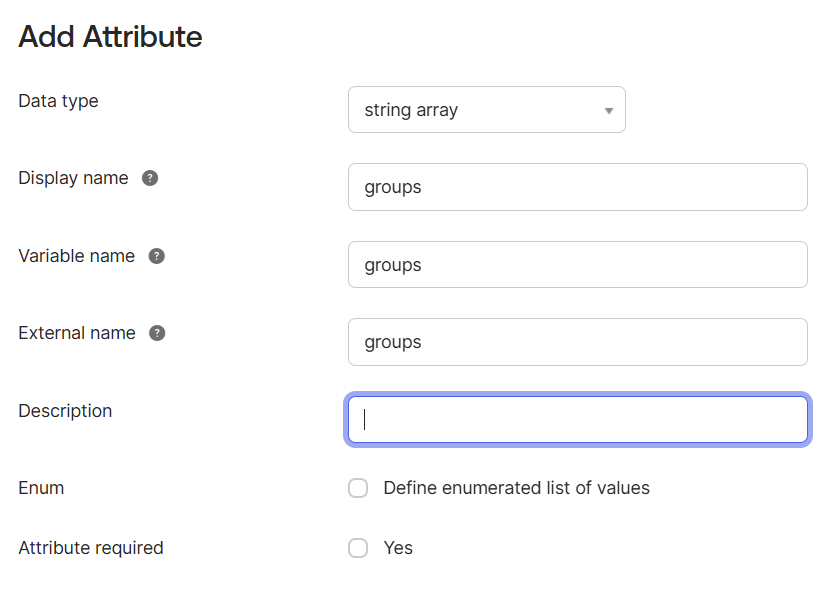 Add Attribute
Data type
string array
Display name ?
groups
Variable name ?
groups
External name ?
groups
Description
Enum
Define enumerated list of values
Attribute required
Yes